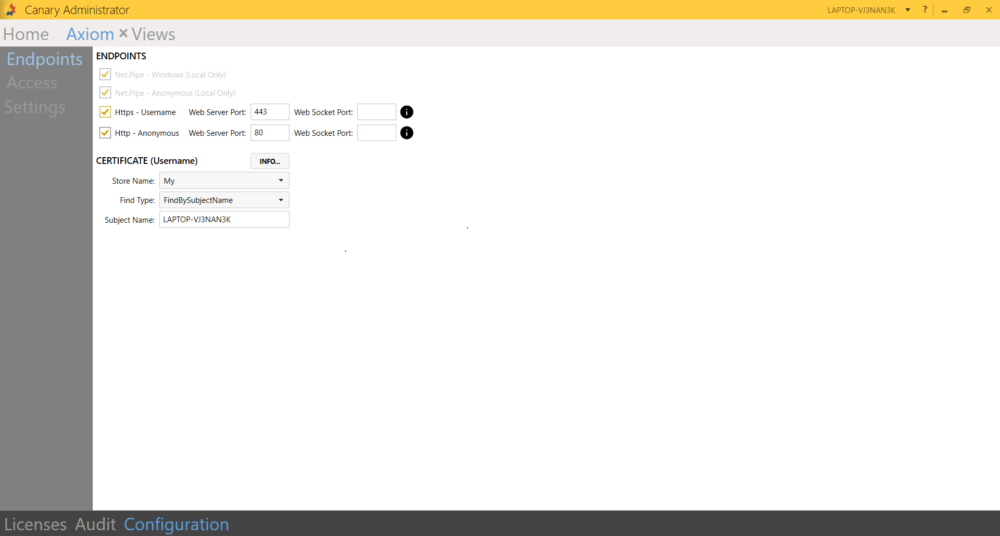 Canary Administrator
LAPTOP-VJ3NAN3K ?
Home Axiom Views
Endpoints
Access
Settings
ENDPOINTS
Net.Pipe - Windows (Local Only)
Net.Pipe - Anonymous (Local Only)
Https - Username Web Server Port: 443 Web Socket Port:
Http - Anonymous Web Server Port: 80 Web Socket Port:
CERTIFICATE (Username) INFO...
Store Name: My
Find Type: FindBySubjectName
Subject Name: LAPTOP-VJ3NAN3K
Licenses Audit Configuration